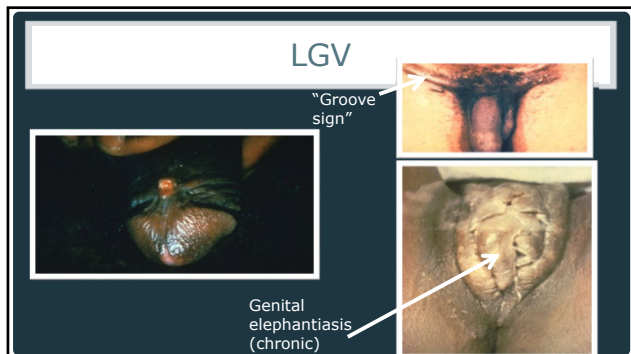 LGV
“Groove
sign”
Genital
elephantiasis
(chronic)